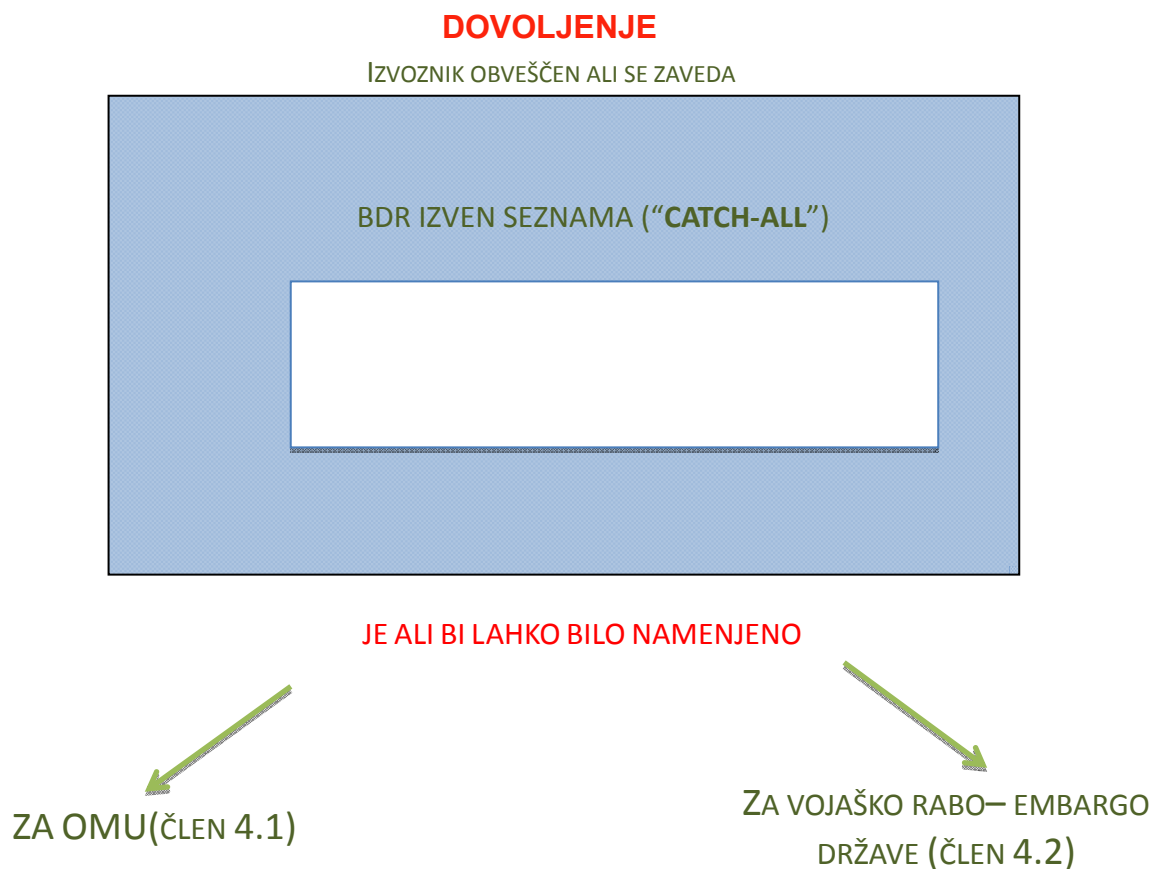 DOVOLJENJE
IZVOZNIK OBVEŠČEN ALI SE ZAVEDA
BDR IZVEN SEZNAMA (“CATCH-ALL”)
JE ALI BI LAHKO BILO NAMENJENO
ZA OMU(ČLEN 4.1)
ZA VOJAŠKO RABO– EMBARGO
DRŽAVE (ČLEN 4.2)